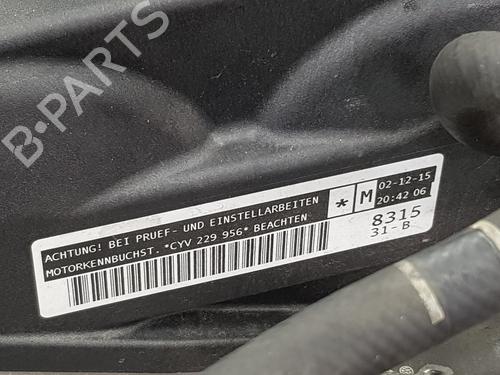 B-PARTS
ACHTUNG! BEI PRUEF- UND EINSTELLARBEITEN
MOTORKENNBUCHST. *CYV 229 956* BEACHTEN
* M
02-12-15
20:42 06
8315
31-B